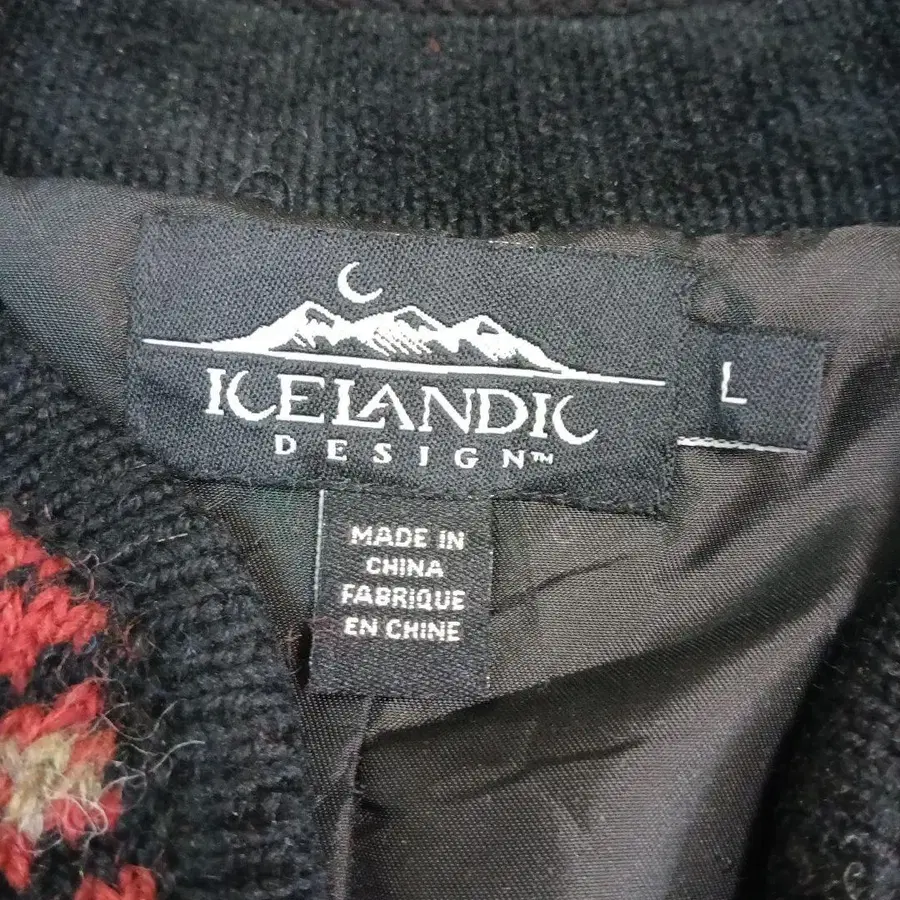 ICELANDIC
DESIGN™
L
MADE IN
CHINA
FABRIQUE
EN CHINE